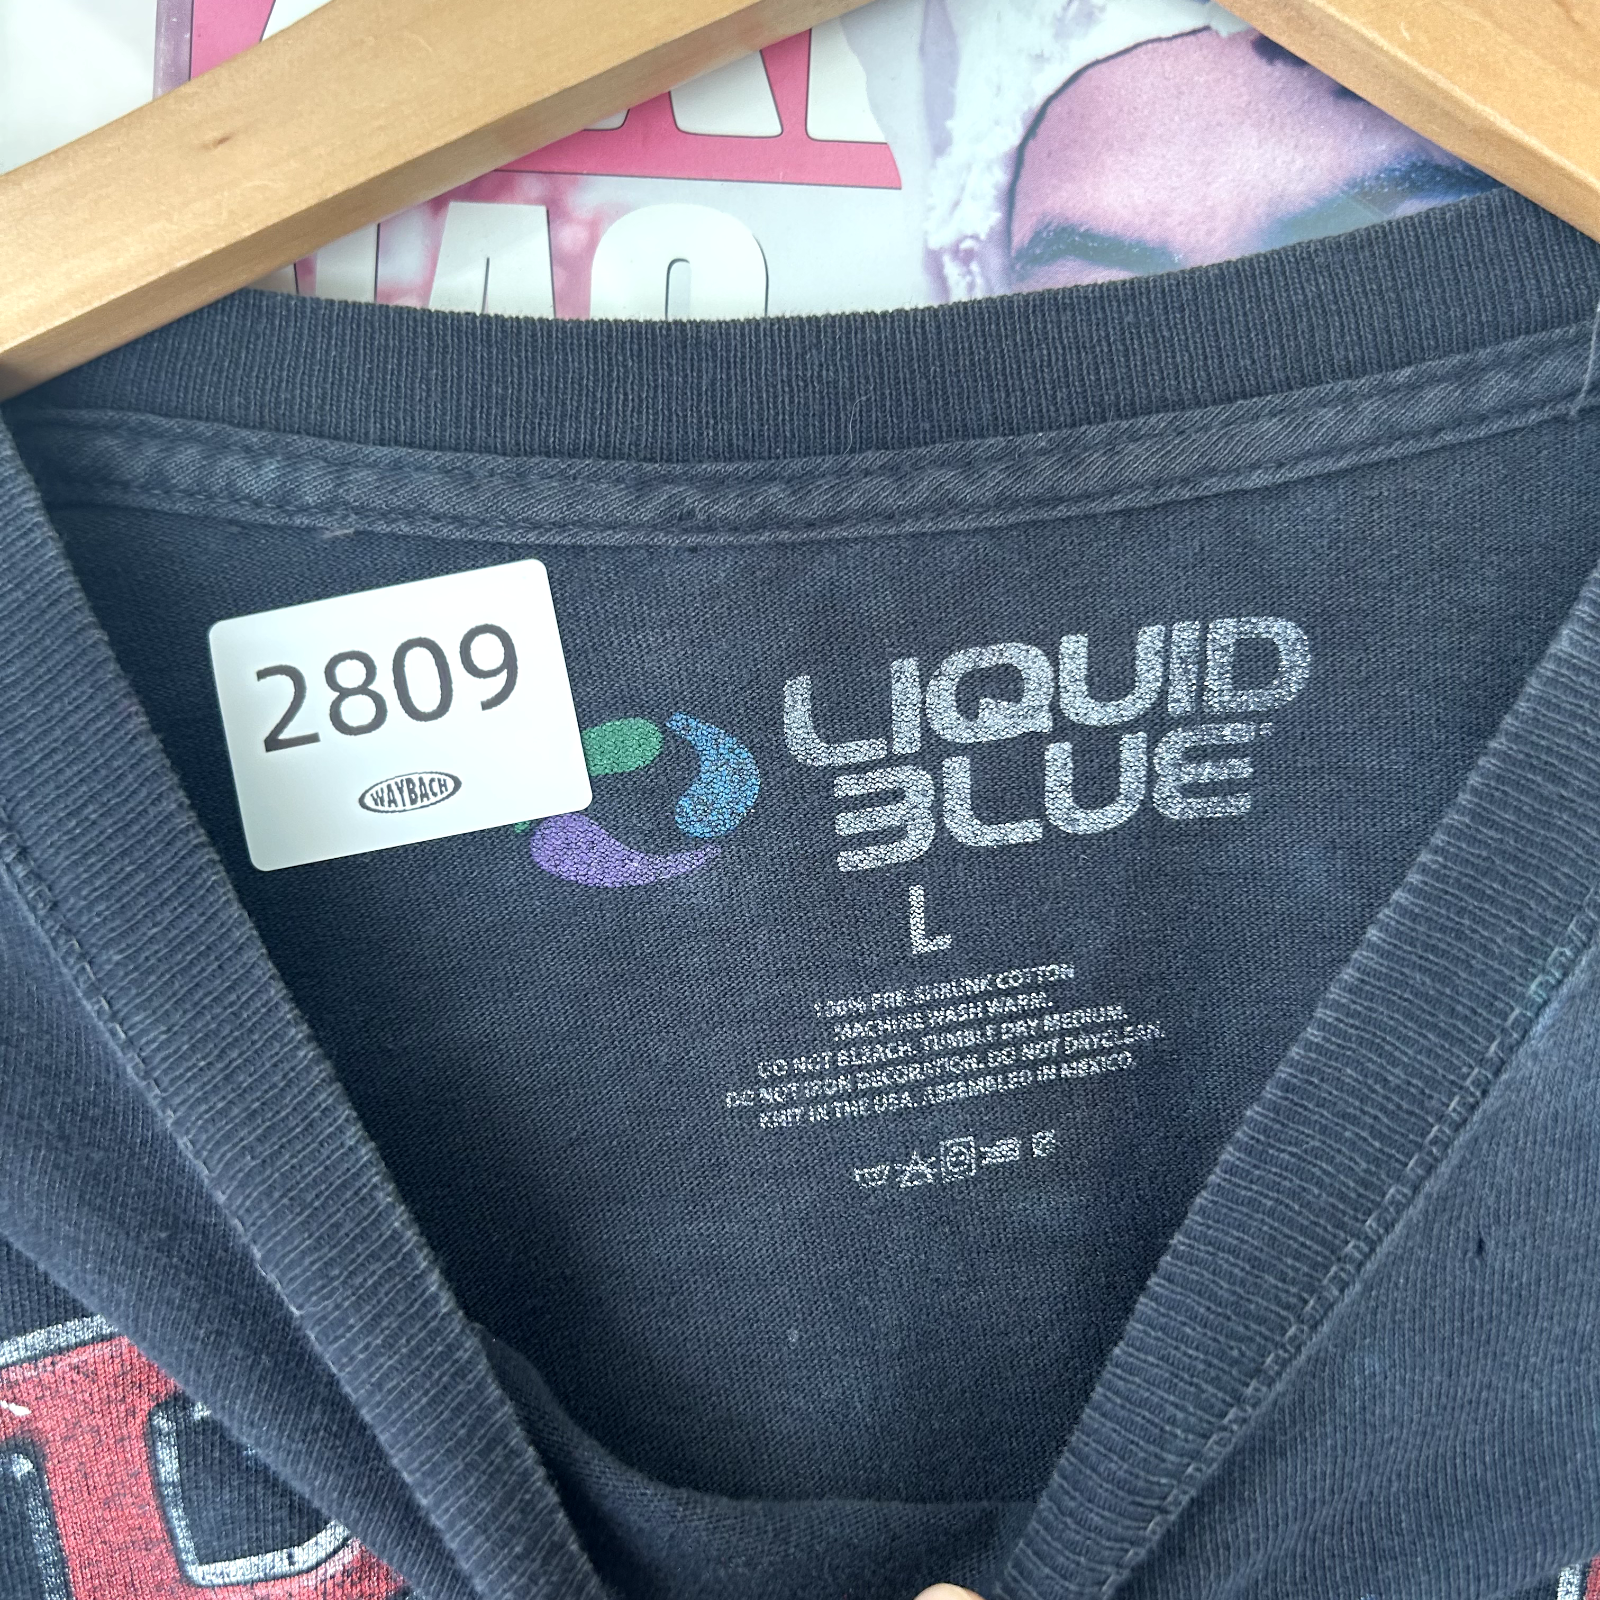 2809
WAYBACH
LIQUID
BLUE
L
100% PRE-SHRUNK COTTON
MACHINE WASH WARM.
DO NOT BLEACH. TUMBLE DRY MEDIUM.
DO NOT IRON DECORATION. DO NOT DRYCLEAN.
KNIT IN THE USA. ASSEMBLED IN MEXICO.